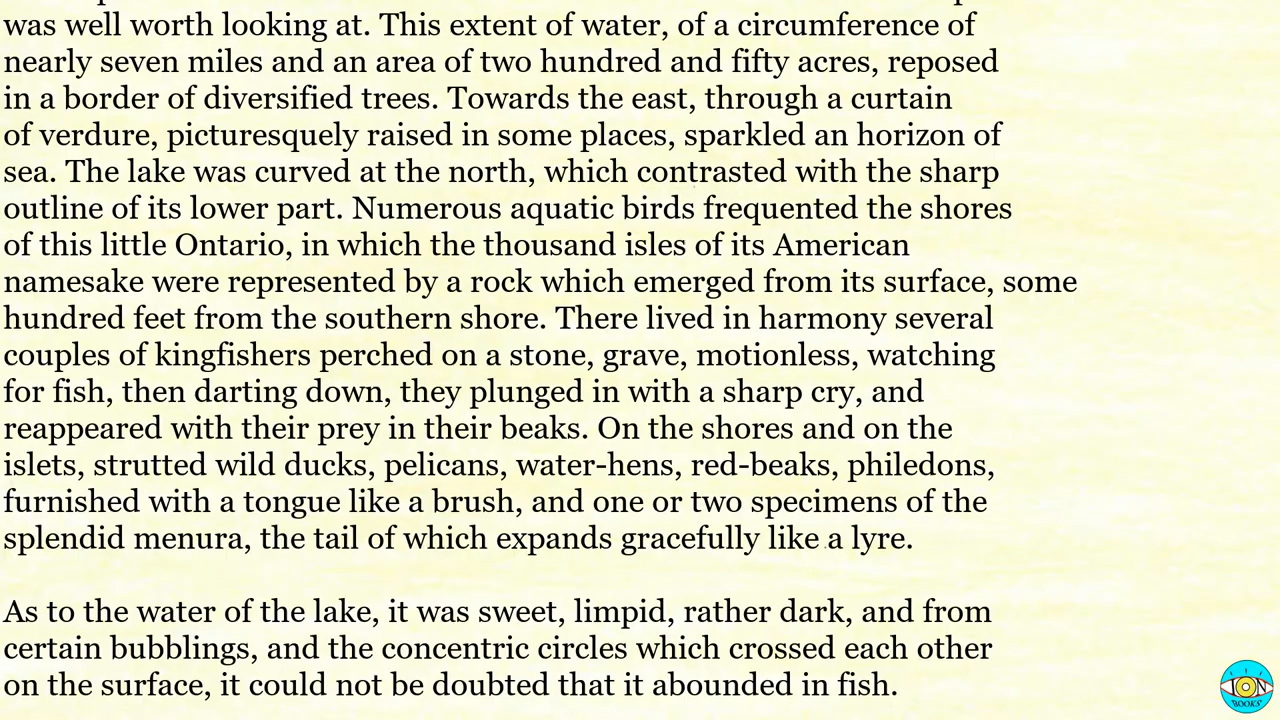 was well worth looking at. This extent of water, of a circumference of
nearly seven miles and an area of two hundred and fifty acres, reposed
in a border of diversified trees. Towards the east, through a curtain
of verdure, picturesquely raised in some places, sparkled an horizon of
sea. The lake was curved at the north, which contrasted with the sharp
outline of its lower part. Numerous aquatic birds frequented the shores
of this little Ontario, in which the thousand isles of its American
namesake were represented by a rock which emerged from its surface, some
hundred feet from the southern shore. There lived in harmony several
couples of kingfishers perched on a stone, grave, motionless, watching
for fish, then darting down, they plunged in with a sharp cry, and
reappeared with their prey in their beaks. On the shores and on the
islets, strutted wild ducks, pelicans, water-hens, red-beaks, philedons,
furnished with a tongue like a brush, and one or two specimens of the
splendid menura, the tail of which expands gracefully like a lyre.
As to the water of the lake, it was sweet, limpid, rather dark, and from
certain bubblings, and the concentric circles which crossed each other
on the surface, it could not be doubted that it abounded in fish.
ION
BOOKS